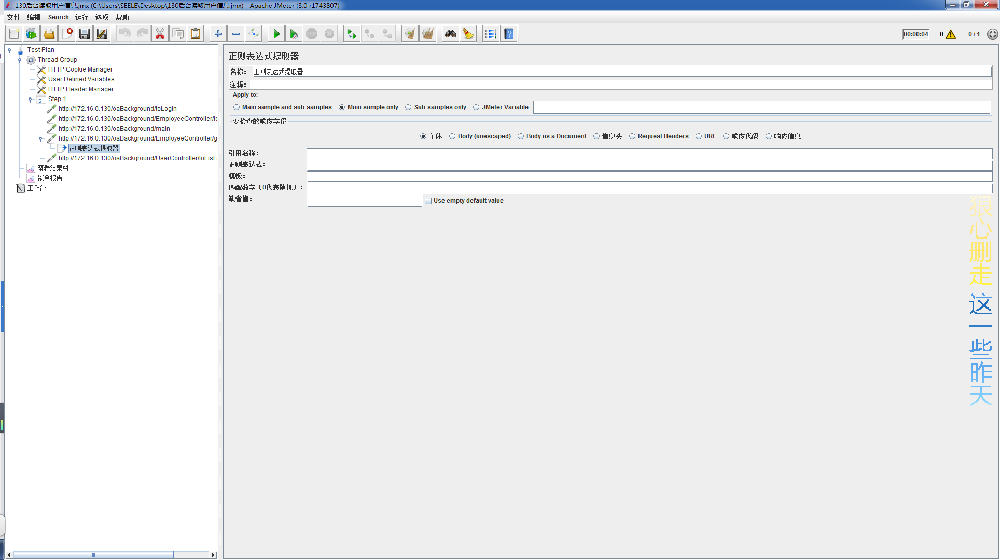 130后台读取用户信息.jmx (C:\Users\SEELE\Desktop\130后台读取用户信息.jmx) - Apache JMeter (3.0 r1743807)
文件 编辑 Search 运行 选项 帮助
00:00:04 0 0 / 1
Test Plan
Thread Group
HTTP Cookie Manager
User Defined Variables
HTTP Header Manager
Step 1
http://172.16.0.130/oaBackground/toLogin
http://172.16.0.130/oaBackground/EmployeeController/lo
http://172.16.0.130/oaBackground/main
http://172.16.0.130/oaBackground/EmployeeController/g
正则表达式提取器
http://172.16.0.130/oaBackground/UserController/toList.
察看结果树
聚合报告
工作台
正则表达式提取器
名称： 正则表达式提取器
注释：
Apply to:
Main sample and sub-samples Main sample only Sub-samples only JMeter Variable
要检查的响应字段
主体 Body (unescaped) Body as a Document 信息头 Request Headers URL 响应代码 响应信息
引用名称：
正则表达式：
模板：
匹配数字（0代表随机）：
缺省值： Use empty default value
狠心删走
这一些昨天